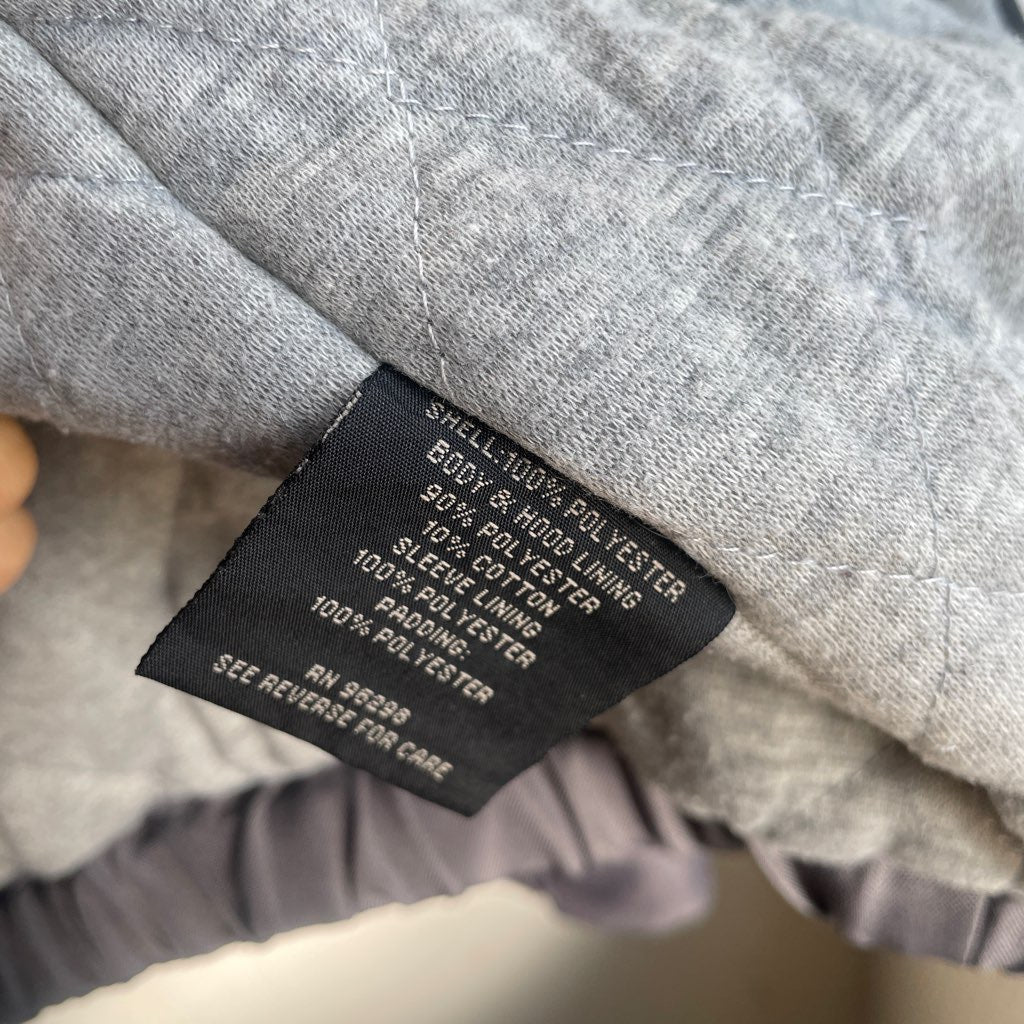 SHELL:100% POLYESTER
BODY & HOOD LINING
90% POLYESTER
10% COTTON
SLEEVE LINING
100% POLYESTER
PADDING:
100% POLYESTER
RN 96298
SEE REVERSE FOR CARE